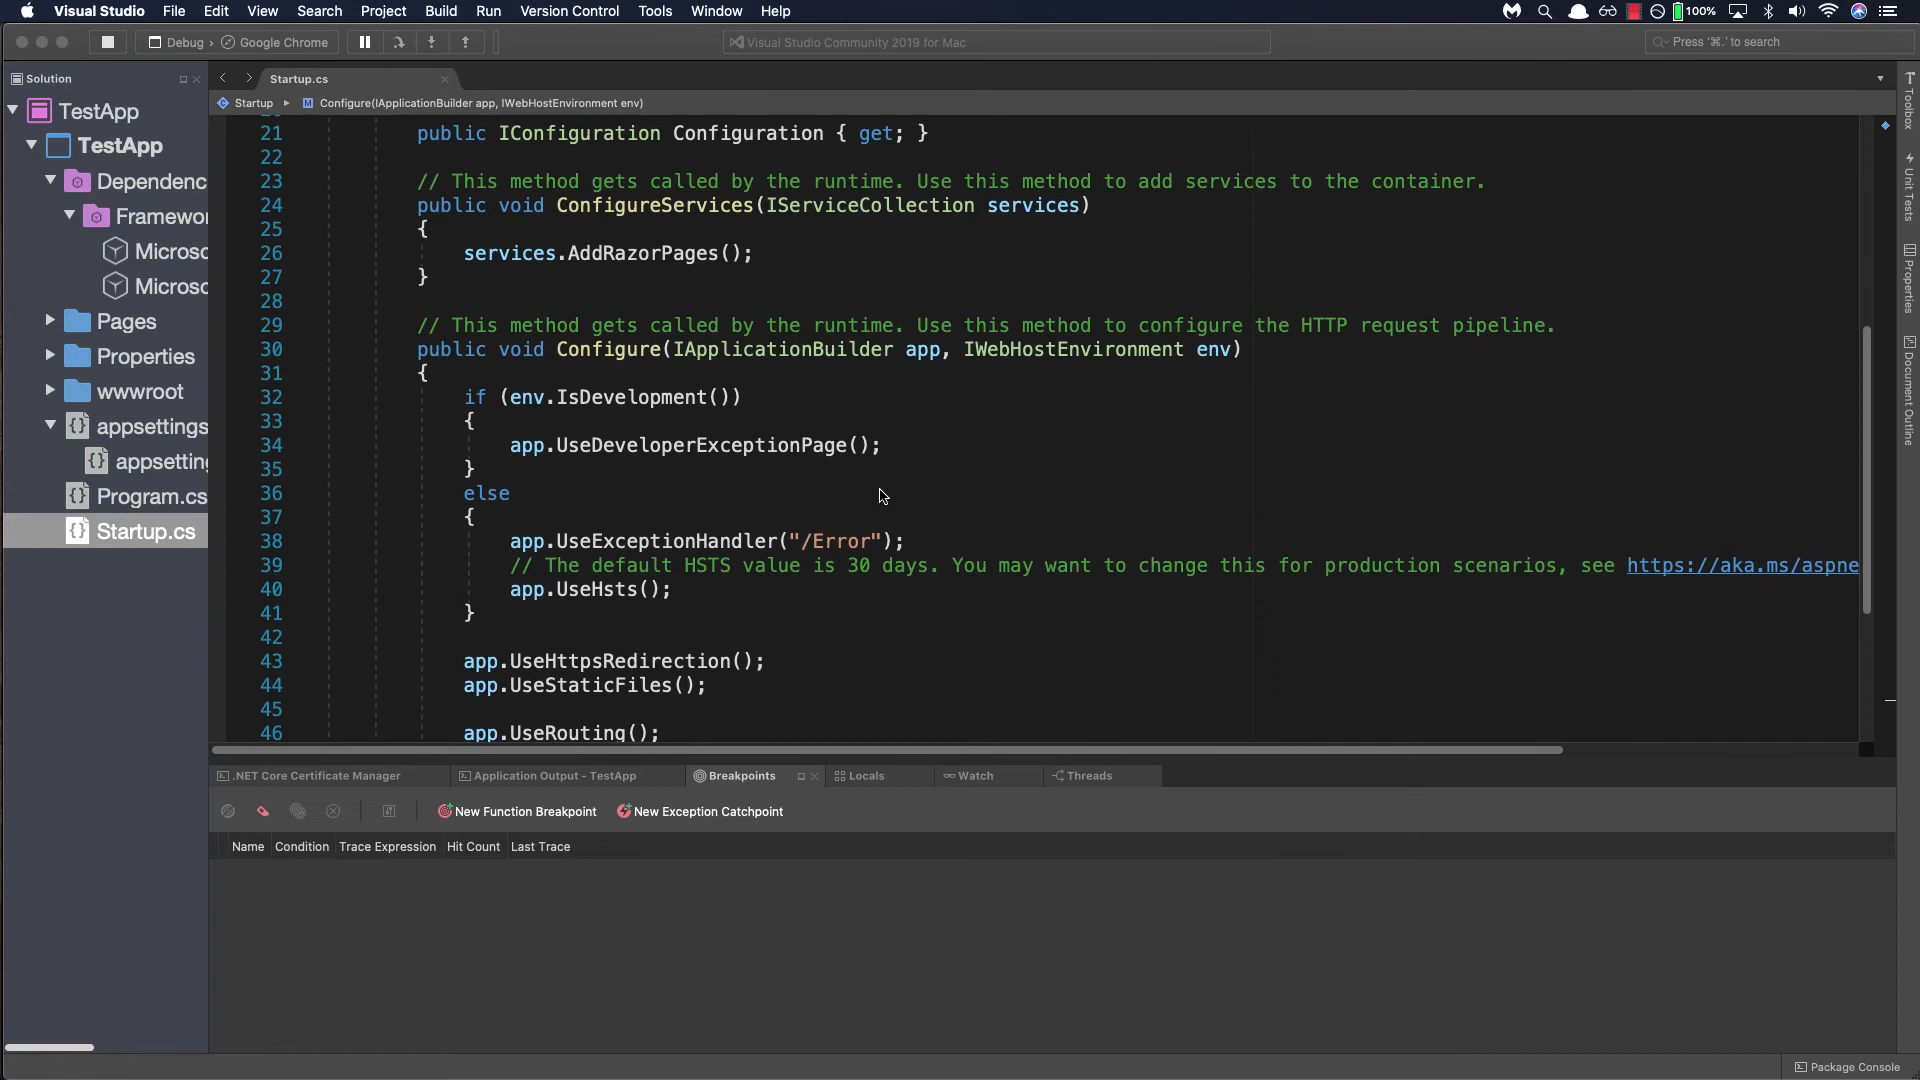 Visual Studio File Edit View Search Project Build Run Version Control Tools Window Help 100%
Debug › Google Chrome Visual Studio Community 2019 for Mac Press '⌘.' to search
Solution
TestApp
TestApp
Dependenc
Framewor
Microso
Microso
Pages
Properties
wwwroot
appsettings
appsetting
Program.cs
Startup.cs
Startup.cs
Startup Configure(IApplicationBuilder app, IWebHostEnvironment env)
21 public IConfiguration Configuration { get; }
22
23 // This method gets called by the runtime. Use this method to add services to the container.
24 public void ConfigureServices(IServiceCollection services)
25 {
26 services.AddRazorPages();
27 }
28
29 // This method gets called by the runtime. Use this method to configure the HTTP request pipeline.
30 public void Configure(IApplicationBuilder app, IWebHostEnvironment env)
31 {
32 if (env.IsDevelopment())
33 {
34 app.UseDeveloperExceptionPage();
35 }
36 else
37 {
38 app.UseExceptionHandler("/Error");
39 // The default HSTS value is 30 days. You may want to change this for production scenarios, see https://aka.ms/aspne
40 app.UseHsts();
41 }
42
43 app.UseHttpsRedirection();
44 app.UseStaticFiles();
45
46 app.UseRouting();
Toolbox
Unit Tests
Properties
Document Outline
.NET Core Certificate Manager Application Output - TestApp Breakpoints Locals Watch Threads
New Function Breakpoint New Exception Catchpoint
Name Condition Trace Expression Hit Count Last Trace
Package Console